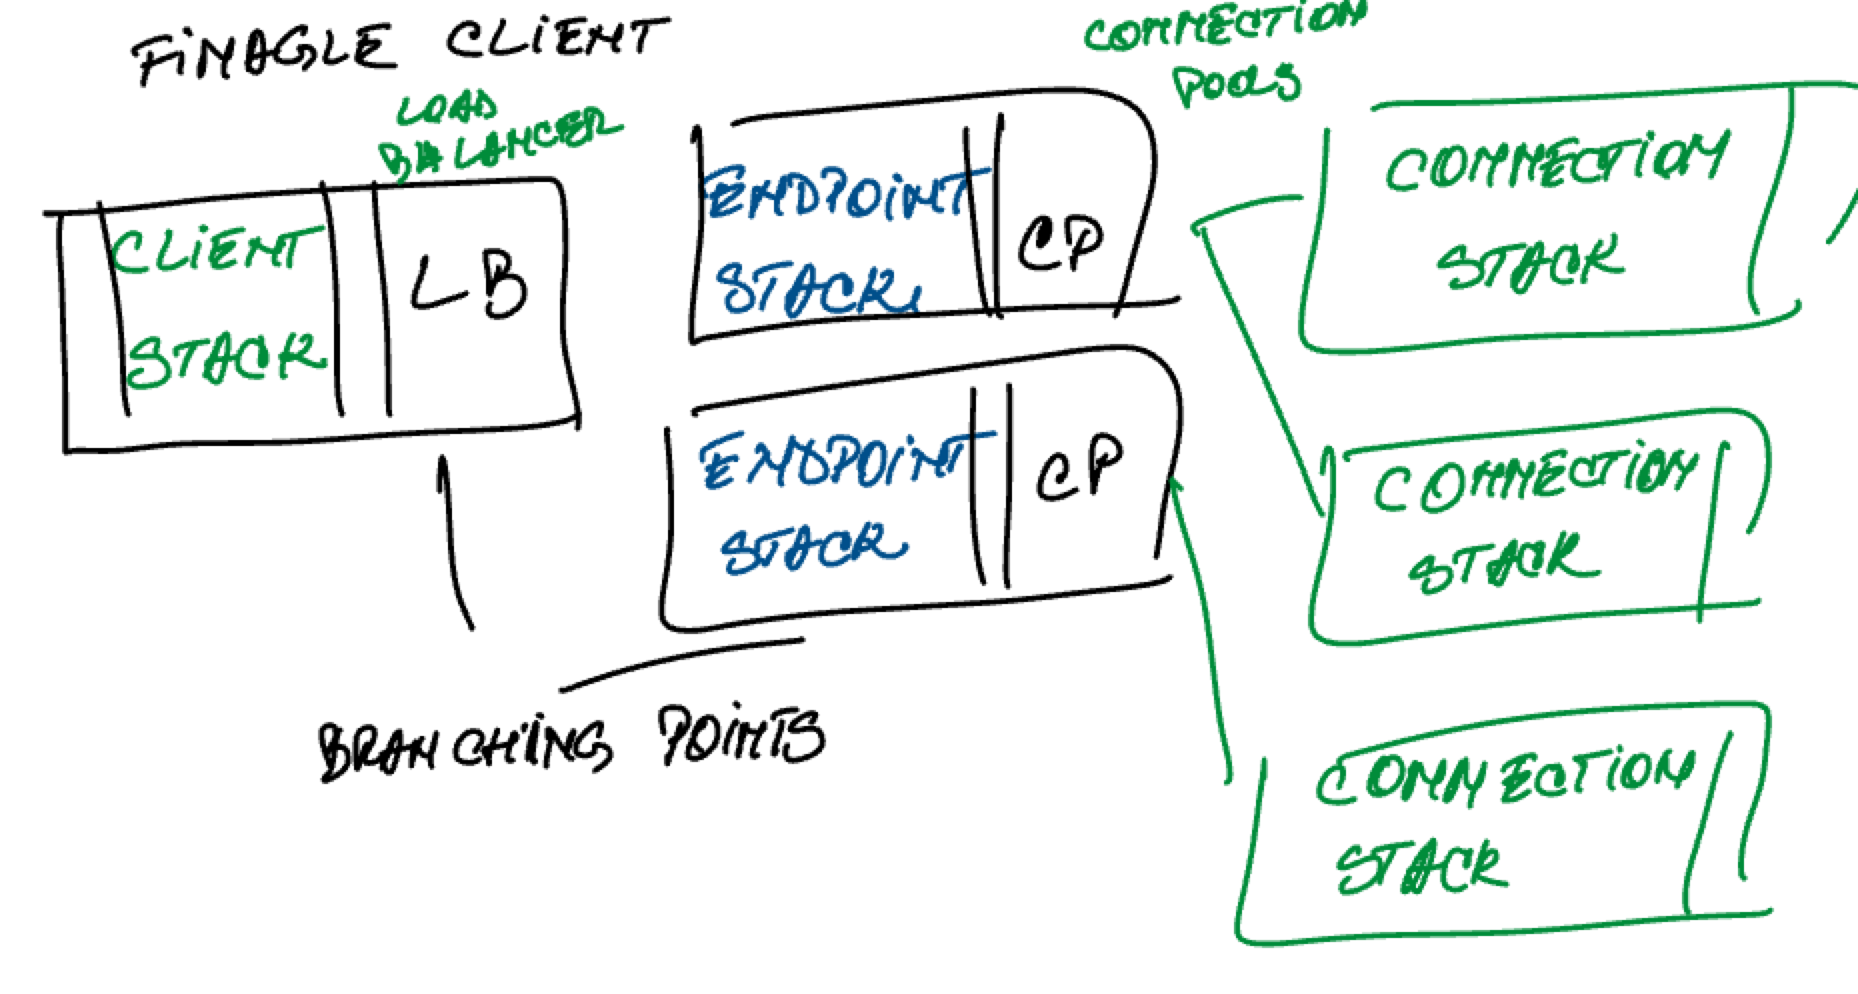 FINAGLE CLIENT
LOAD
BALANCER
CLIENT
STACK
LB
ENDPOINT
STACK
CP
ENDPOINT
STACK
CP
BRANCHING POINTS
CONNECTION
POOLS
CONNECTION
STACK
CONNECTION
STACK
CONNECTION
STACK